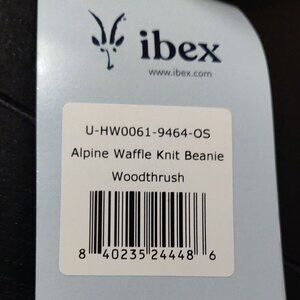 ibex
www.ibex.com
U-HW0061-9464-OS
Alpine Waffle Knit Beanie
Woodthrush
8 40235 24448 6